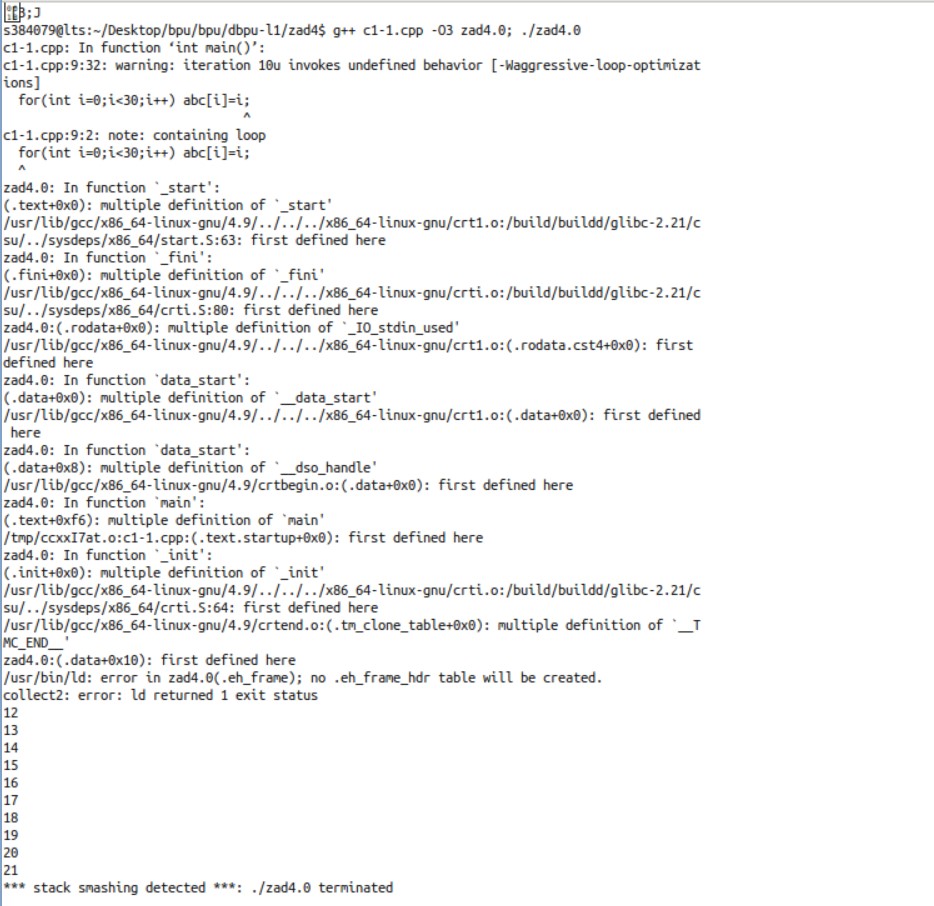 B;J
s384079@lts:~/Desktop/bpu/bpu/dbpu-l1/zad4$ g++ c1-1.cpp -O3 zad4.0; ./zad4.0
c1-1.cpp: In function ‘int main()’:
c1-1.cpp:9:32: warning: iteration 10u invokes undefined behavior [-Waggressive-loop-optimizat
ions]
  for(int i=0;i<30;i++) abc[i]=i;
                                ^
c1-1.cpp:9:2: note: containing loop
  for(int i=0;i<30;i++) abc[i]=i;
  ^
zad4.0: In function `_start':
(.text+0x0): multiple definition of `_start'
/usr/lib/gcc/x86_64-linux-gnu/4.9/../../../x86_64-linux-gnu/crt1.o:/build/buildd/glibc-2.21/c
su/../sysdeps/x86_64/start.S:63: first defined here
zad4.0: In function `_fini':
(.fini+0x0): multiple definition of `_fini'
/usr/lib/gcc/x86_64-linux-gnu/4.9/../../../x86_64-linux-gnu/crti.o:/build/buildd/glibc-2.21/c
su/../sysdeps/x86_64/crti.S:80: first defined here
zad4.0:(.rodata+0x0): multiple definition of `_IO_stdin_used'
/usr/lib/gcc/x86_64-linux-gnu/4.9/../../../x86_64-linux-gnu/crt1.o:(.rodata.cst4+0x0): first
defined here
zad4.0: In function `data_start':
(.data+0x0): multiple definition of `__data_start'
/usr/lib/gcc/x86_64-linux-gnu/4.9/../../../x86_64-linux-gnu/crt1.o:(.data+0x0): first defined
 here
zad4.0: In function `data_start':
(.data+0x8): multiple definition of `__dso_handle'
/usr/lib/gcc/x86_64-linux-gnu/4.9/crtbegin.o:(.data+0x0): first defined here
zad4.0: In function `main':
(.text+0xf6): multiple definition of `main'
/tmp/ccxxI7at.o:c1-1.cpp:(.text.startup+0x0): first defined here
zad4.0: In function `_init':
(.init+0x0): multiple definition of `_init'
/usr/lib/gcc/x86_64-linux-gnu/4.9/../../../x86_64-linux-gnu/crti.o:/build/buildd/glibc-2.21/c
su/../sysdeps/x86_64/crti.S:64: first defined here
/usr/lib/gcc/x86_64-linux-gnu/4.9/crtend.o:(.tm_clone_table+0x0): multiple definition of `__T
MC_END__'
zad4.0:(.data+0x10): first defined here
/usr/bin/ld: error in zad4.0(.eh_frame); no .eh_frame_hdr table will be created.
collect2: error: ld returned 1 exit status
12
13
14
15
16
17
18
19
20
21
*** stack smashing detected ***: ./zad4.0 terminated